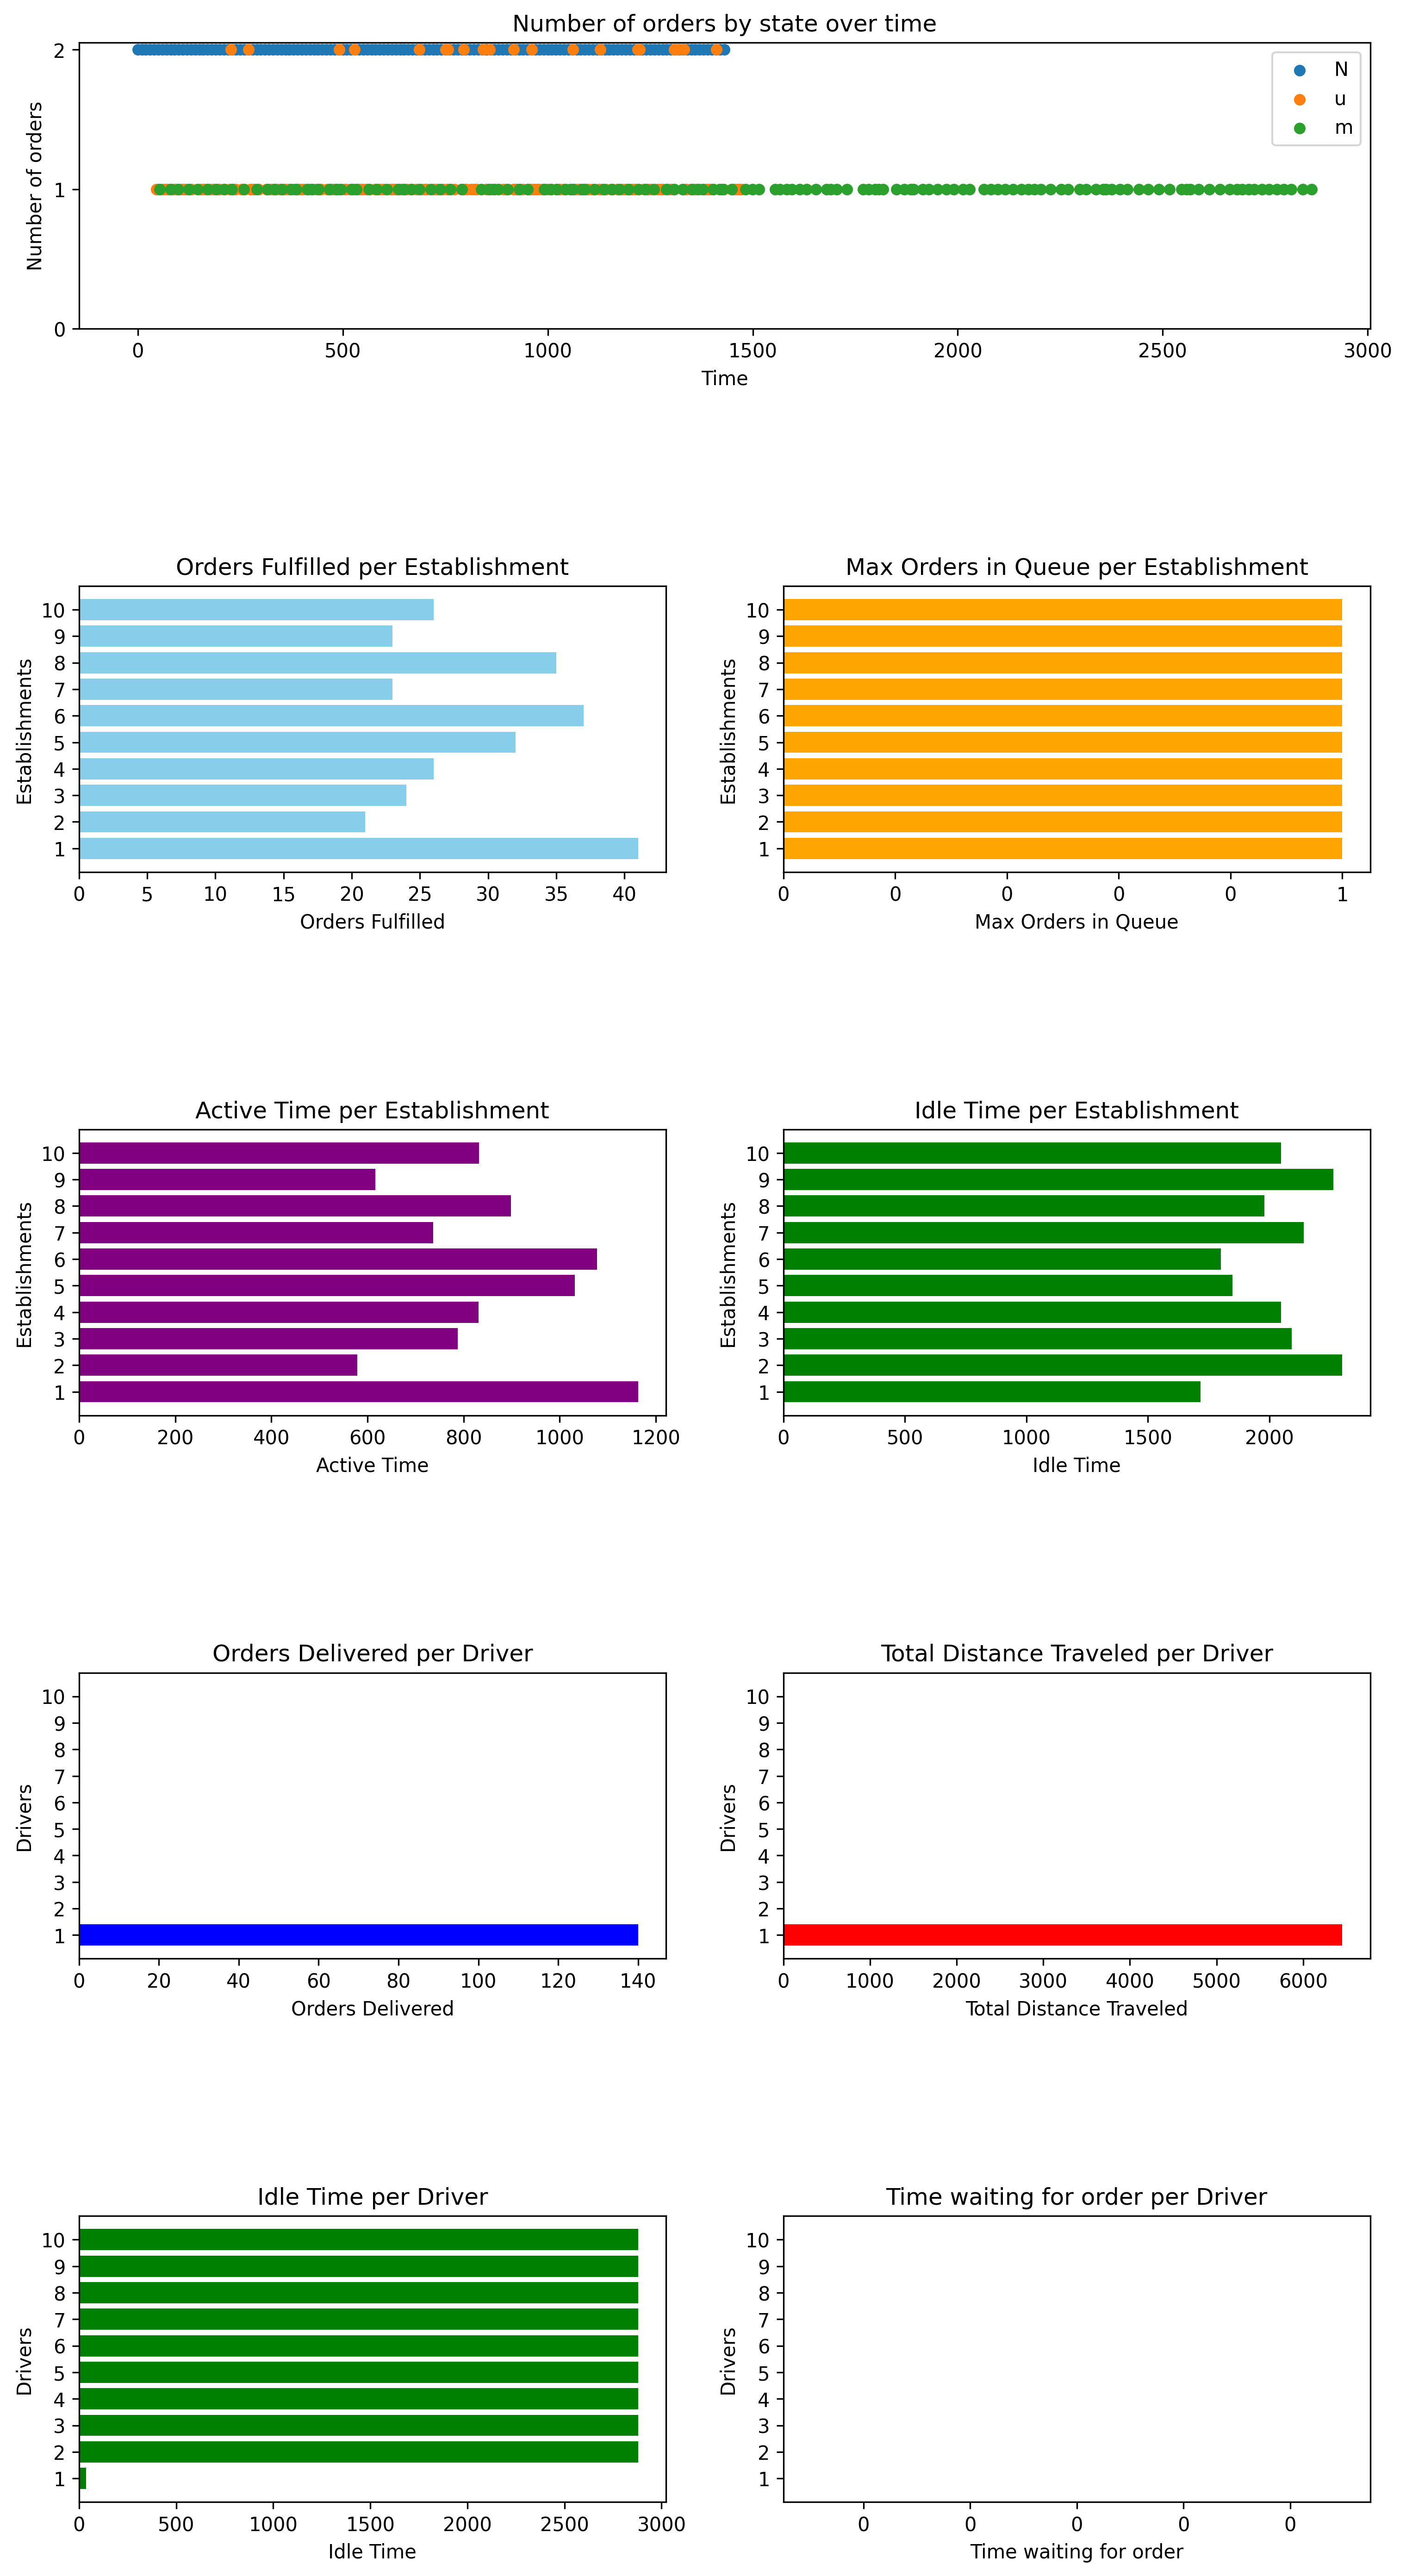 Number of orders by state over time
2
1
0
Number of orders
N
u
m
0 500 1000 1500 2000 2500 3000
Time
Orders Fulfilled per Establishment
10
9
8
7
6
5
4
3
2
1
Establishments
0 5 10 15 20 25 30 35 40
Orders Fulfilled
Max Orders in Queue per Establishment
10
9
8
7
6
5
4
3
2
1
Establishments
0 0 0 0 0 1
Max Orders in Queue
Active Time per Establishment
10
9
8
7
6
5
4
3
2
1
Establishments
0 200 400 600 800 1000 1200
Active Time
Idle Time per Establishment
10
9
8
7
6
5
4
3
2
1
Establishments
0 500 1000 1500 2000
Idle Time
Orders Delivered per Driver
10
9
8
7
6
5
4
3
2
1
Drivers
0 20 40 60 80 100 120 140
Orders Delivered
Total Distance Traveled per Driver
10
9
8
7
6
5
4
3
2
1
Drivers
0 1000 2000 3000 4000 5000 6000
Total Distance Traveled
Idle Time per Driver
10
9
8
7
6
5
4
3
2
1
Drivers
0 500 1000 1500 2000 2500 3000
Idle Time
Time waiting for order per Driver
10
9
8
7
6
5
4
3
2
1
Drivers
0 0 0 0 0
Time waiting for order